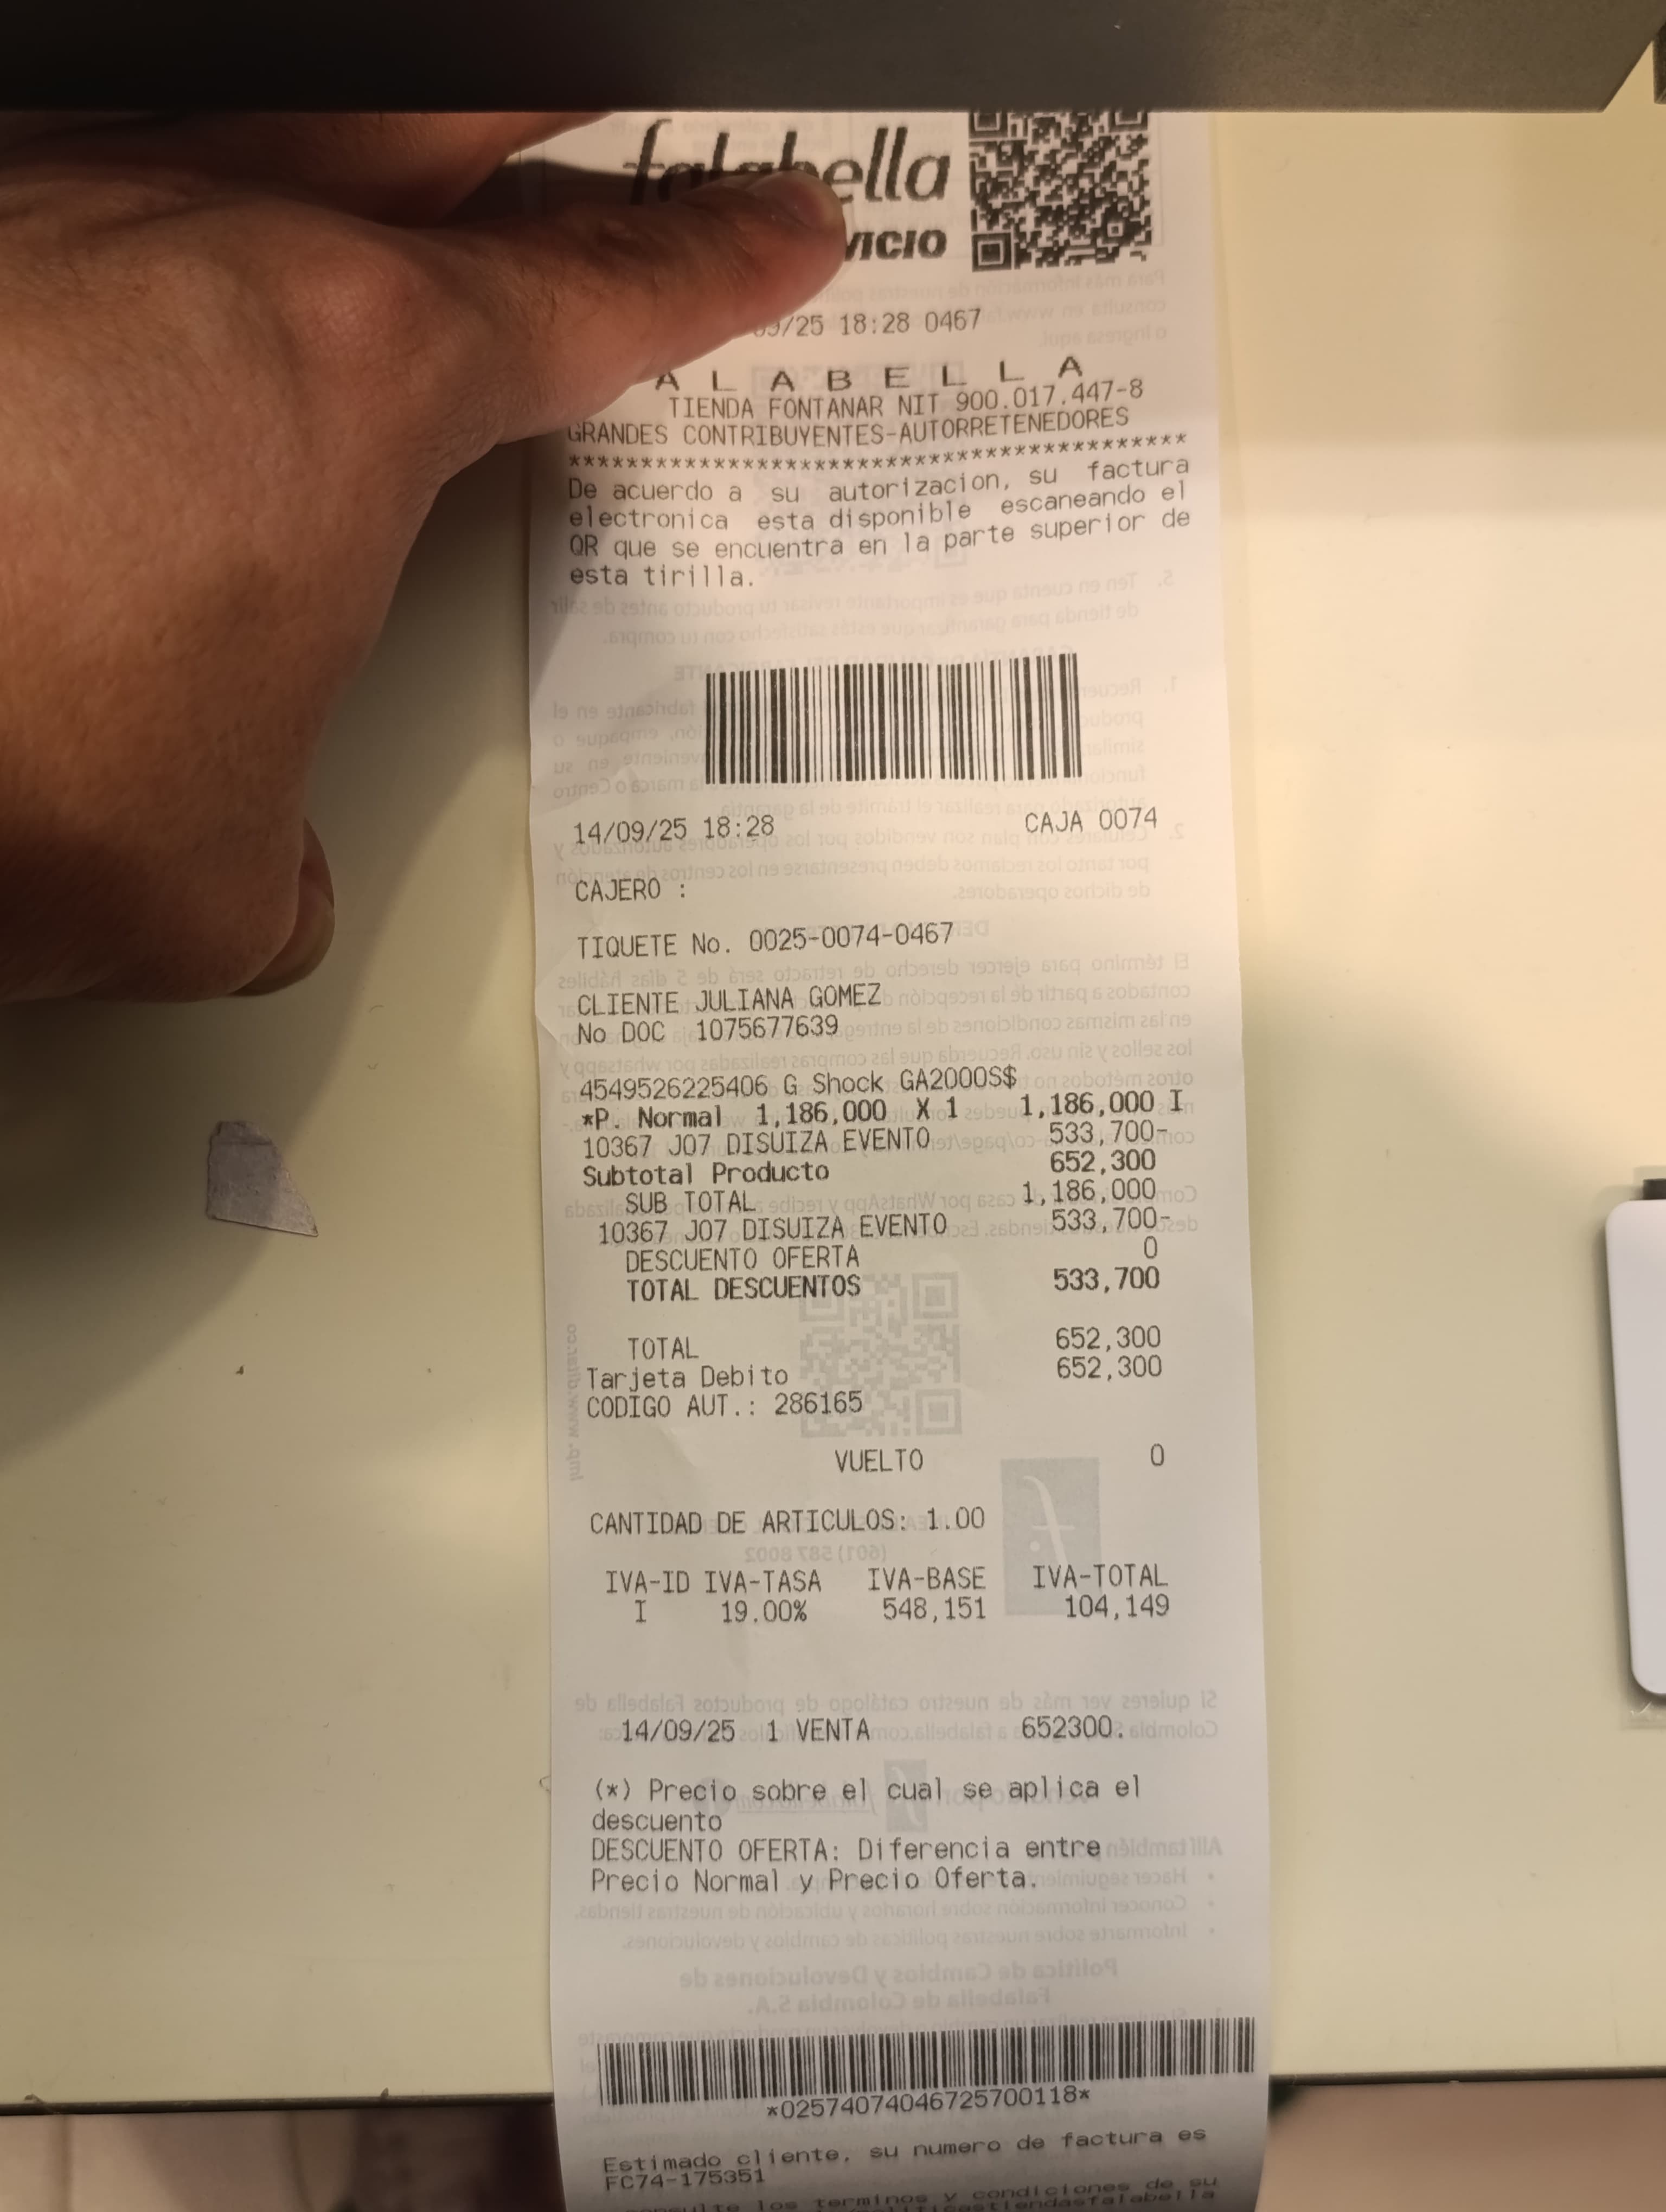 falabella
VICIO
/25 18:28 0467
A L A B E L L A
TIENDA FONTANAR NIT 900.017.447-8
GRANDES CONTRIBUYENTES-AUTORRETENEDORES
*******************************************
De acuerdo a su autorizacion, su factura
electronica esta disponible escaneando el
QR que se encuentra en la parte superior de
esta tirilla.
14/09/25 18:28 CAJA 0074
CAJERO :
TIQUETE No. 0025-0074-0467
CLIENTE JULIANA GOMEZ
No DOC 1075677639
4549526225406 G Shock GA2000S$
*P. Normal 1,186,000 X 1 1,186,000 I
10367 J07 DISUIZA EVENTO 533,700-
Subtotal Producto 652,300
SUB TOTAL 1,186,000
10367 J07 DISUIZA EVENTO 533,700-
DESCUENTO OFERTA 0
TOTAL DESCUENTOS 533,700
TOTAL 652,300
Tarjeta Debito 652,300
CODIGO AUT.: 286165
VUELTO 0
CANTIDAD DE ARTICULOS: 1.00
IVA-ID IVA-TASA IVA-BASE IVA-TOTAL
I 19.00% 548,151 104,149
14/09/25 1 VENTA 652300.
(*) Precio sobre el cual se aplica el
descuento
DESCUENTO OFERTA: Diferencia entre
Precio Normal y Precio Oferta.
*02574074046725700118*
Estimado cliente, su numero de factura es
FC74-175351
los terminos y condiciones de su